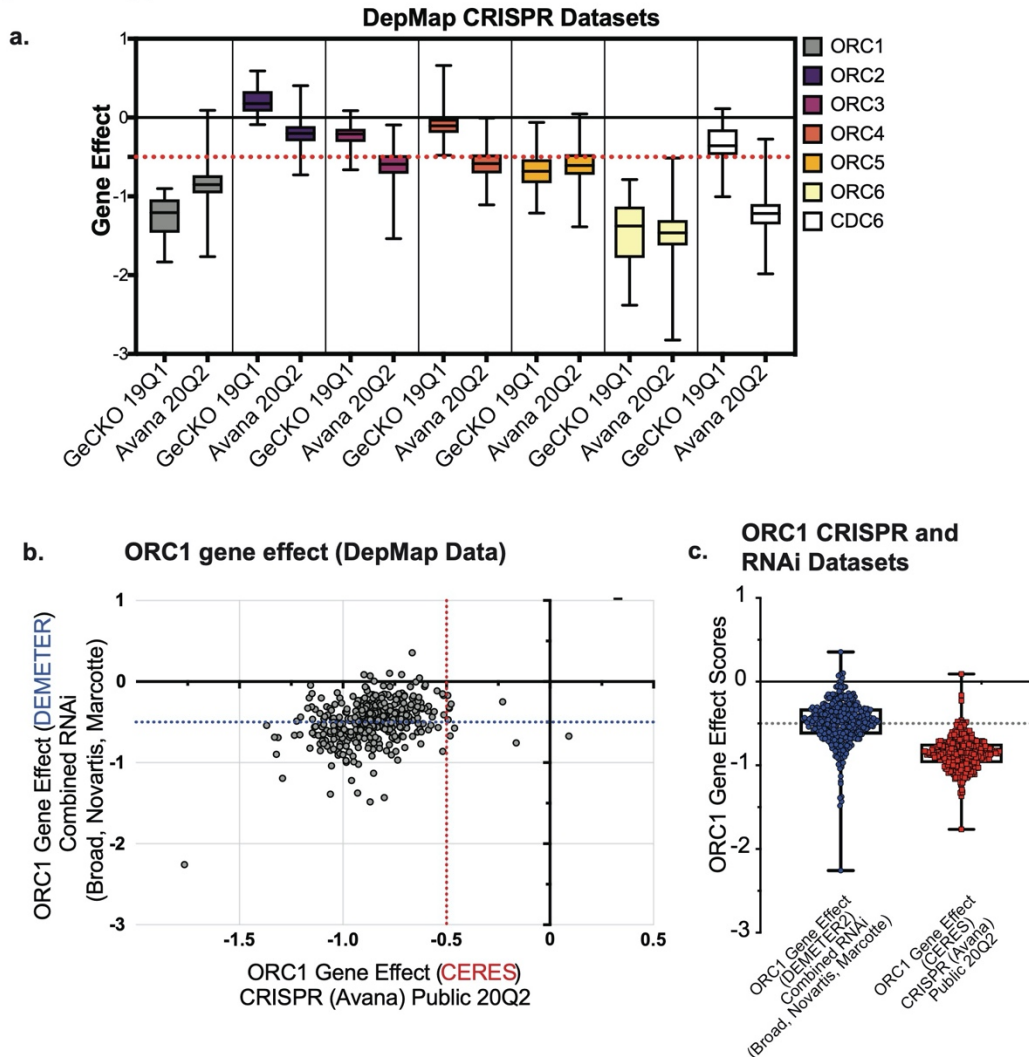 DepMap CRISPR Datasets
a.
Gene Effect
1
0
-1
-2
-3
GeCKO 19Q1
Avana 20Q2
GeCKO 19Q1
Avana 20Q2
GeCKO 19Q1
Avana 20Q2
GeCKO 19Q1
Avana 20Q2
GeCKO 19Q1
Avana 20Q2
GeCKO 19Q1
Avana 20Q2
GeCKO 19Q1
Avana 20Q2
ORC1
ORC2
ORC3
ORC4
ORC5
ORC6
CDC6
b.
ORC1 gene effect (DepMap Data)
ORC1 Gene Effect (DEMETER)
Combined RNAi
(Broad, Novartis, Marcotte)
1
0
-1
-2
-3
-1.5
-1.0
-0.5
0
0.5
ORC1 Gene Effect (CERES)
CRISPR (Avana) Public 20Q2
c.
ORC1 CRISPR and
RNAi Datasets
ORC1 Gene Effect Scores
1
0
-1
-2
-3
ORC1 Gene Effect
(DEMETER2)
Combined RNAi
(Broad, Novartis, Marcotte)
ORC1 Gene Effect
(CERES)
CRISPR (Avana)
Public 20Q2